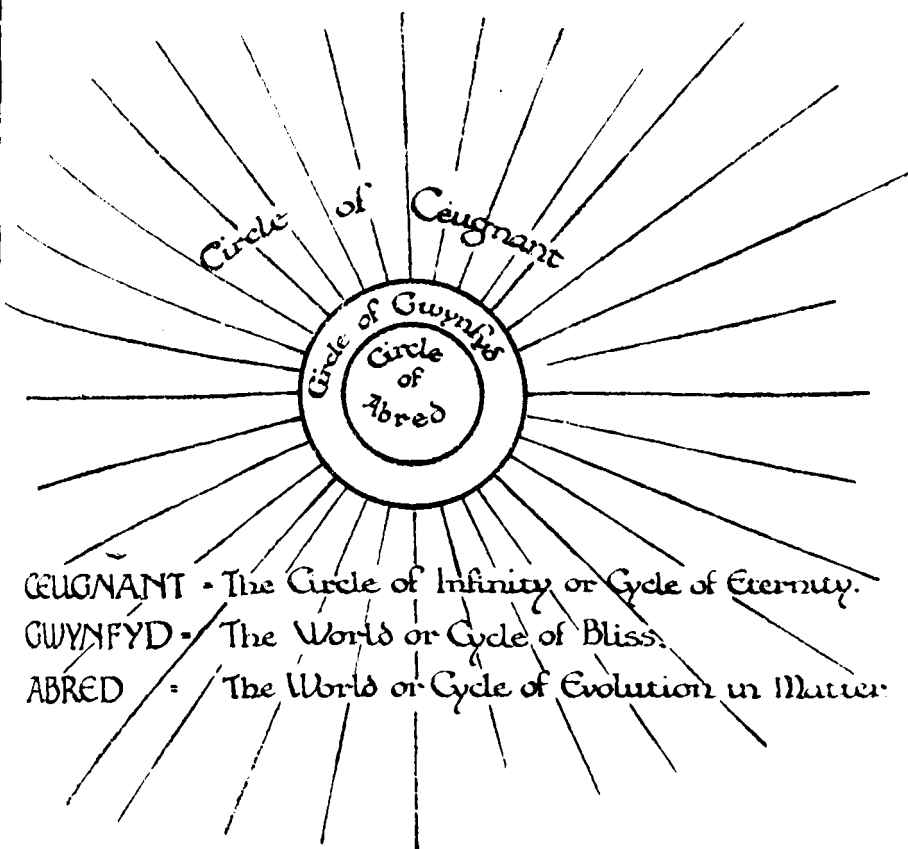 Circle of Ceugnant
Circle of Gwynfyd
Circle
of
Abred
CEUGNANT = The Circle of Infinity or Cycle of Eternity.
GWYNFYD = The World or Cycle of Bliss.
ABRED = The World or Cycle of Evolution in Matter